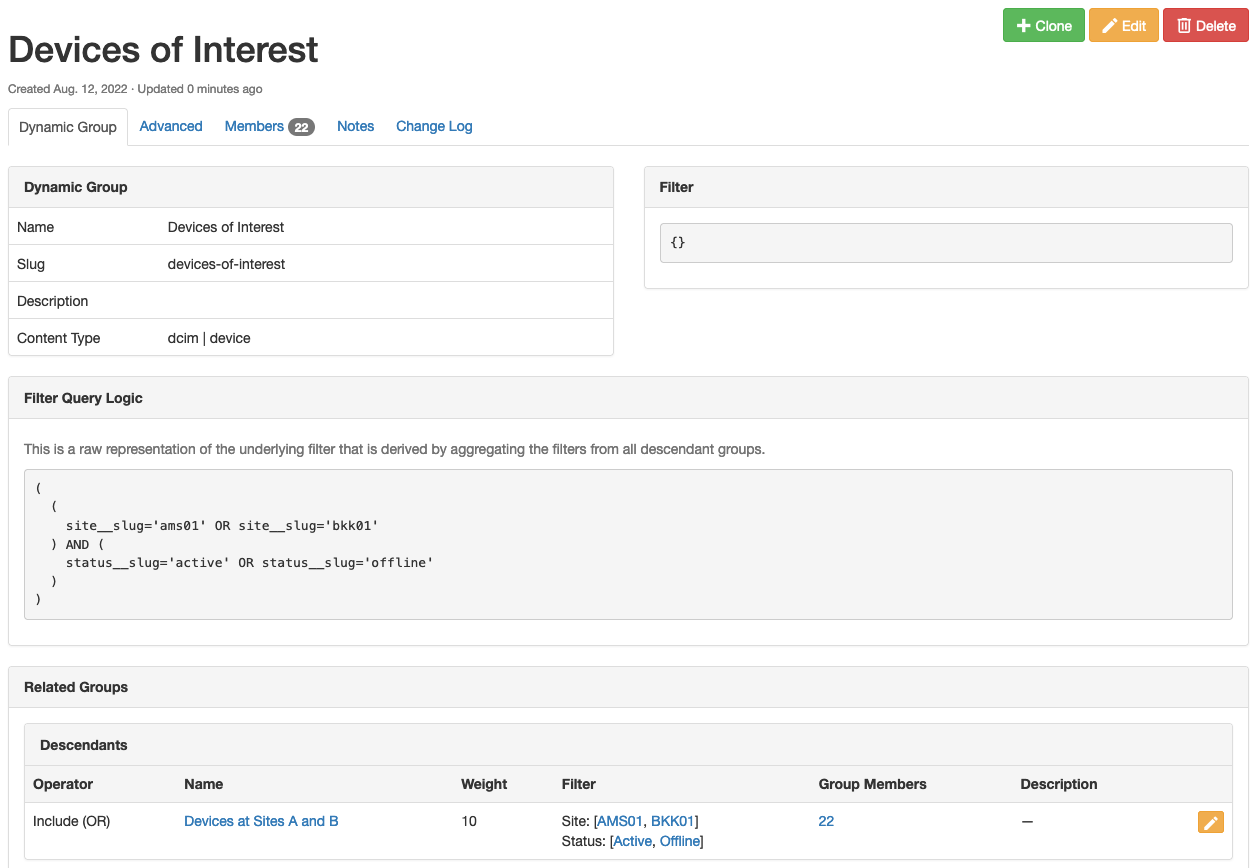 Clone Edit Delete
Devices of Interest
Created Aug. 12, 2022 · Updated 0 minutes ago
Dynamic Group Advanced Members 22 Notes Change Log
Dynamic Group
Name Devices of Interest
Slug devices-of-interest
Description
Content Type dcim | device
Filter
{}
Filter Query Logic
This is a raw representation of the underlying filter that is derived by aggregating the filters from all descendant groups.
(
  (
    site__slug='ams01' OR site__slug='bkk01'
  ) AND (
    status__slug='active' OR status__slug='offline'
  )
)
Related Groups
Descendants
Operator Name Weight Filter Group Members Description
Include (OR) Devices at Sites A and B 10 Site: [AMS01, BKK01] 22 —
Status: [Active, Offline]